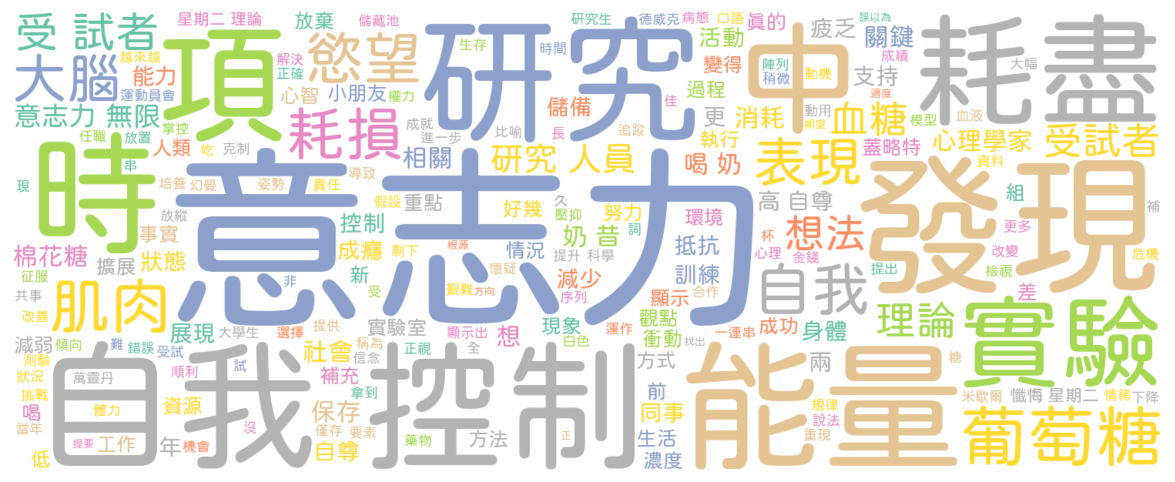 受 試者
星期二 理論
放棄
儲藏池
研究生
德威克
病態
口語
真的
疲乏
誤以為
關鍵
耗盡
大幅
項
慾望
研究
中
大腦
越來越
能力
運動員會
解決
正確
心智
小朋友
權力
生存
時間
活動
變得
陣列
稍微
動機
支持
成績
過度
意志力 無限
任職
放置
掌控
人類
吃
克制
耗損
成就
進一步
比喻
儲備
長
追蹤
佳
過程
更
消耗
動用
期望
血糖
模型
血液
心理學家
受試者
時
串
現
培養
幻覺
姿勢
責任
導致
相關
研究 人員
執行
喝 奶
表現
蓋略特
資料
組
補
發現
意志力
放縱
事實
假設
重點
控制
好幾
久
壓抑
努力
詞
環境
高 自尊
想法
更多
改變
危機
棉花糖
擴展
狀態
征服
成癮
剩下
根源
懷疑
情況
奶 昔
提升
科學
抵抗
杯
心理
金錢
提出
檢視
差
共事
肌肉
非
新
受
艱難
方向
序列
減少
訓練
合作
顯示
自我
改善
展現
大學生
選擇
提供
實驗室
顯示出
想
現象
白色
運作
觀點
衝動
一連串
找出
成功
身體
理論
實驗
減弱
傾向
難
錯誤
受試
試
社會
稱為
信念
正視
全
方式
兩
糖
測驗
狀況
順利
自我控制
能量
萬靈丹
補充
拿到
前
規律
米歇爾
懺悔 星期二
情緒
下降
挑戰
喝
體力
資源
保存
同事
說法
當年
沒
僅存
要素
重現
葡萄糖
低
提要
工作
年
機會
自尊
藥物
方法
正
生活
濃度